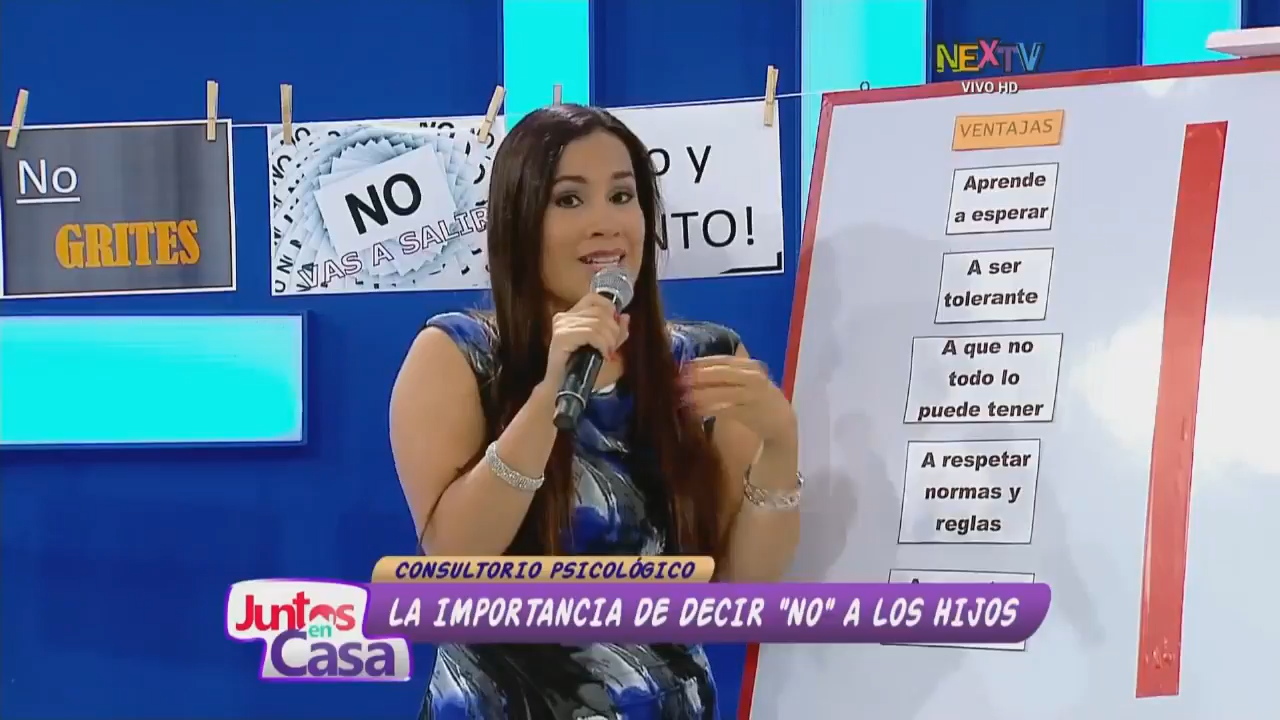 NEXTV
VIVO HD
No
GRITES
NO
VAS A SALIR
y
NTO!
VENTAJAS
Aprende
a esperar
A ser
tolerante
A que no
todo lo
puede tener
A respetar
normas y
reglas
CONSULTORIO PSICOLÓGICO
LA IMPORTANCIA DE DECIR "NO" A LOS HIJOS
Juntos
en
Casa